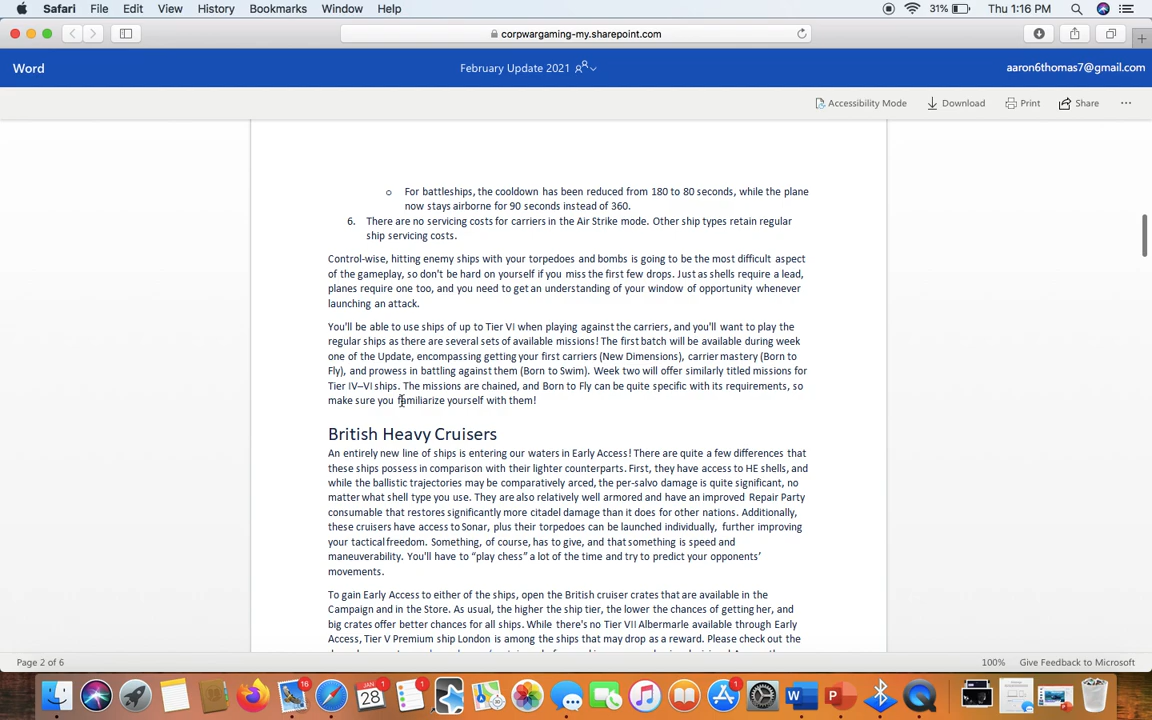 Safari File Edit View History Bookmarks Window Help 31% Thu 1:16 PM
corpwargaming-my.sharepoint.com
Word February Update 2021 aaron6thomas7@gmail.com
Accessibility Mode Download Print Share
o For battleships, the cooldown has been reduced from 180 to 80 seconds, while the plane
now stays airborne for 90 seconds instead of 360.
6. There are no servicing costs for carriers in the Air Strike mode. Other ship types retain regular
ship servicing costs.
Control-wise, hitting enemy ships with your torpedoes and bombs is going to be the most difficult aspect
of the gameplay, so don't be hard on yourself if you miss the first few drops. Just as shells require a lead,
planes require one too, and you need to get an understanding of your window of opportunity whenever
launching an attack.
You'll be able to use ships of up to Tier VI when playing against the carriers, and you'll want to play the
regular ships as there are several sets of available missions! The first batch will be available during week
one of the Update, encompassing getting your first carriers (New Dimensions), carrier mastery (Born to
Fly), and prowess in battling against them (Born to Swim). Week two will offer similarly titled missions for
Tier IV–VI ships. The missions are chained, and Born to Fly can be quite specific with its requirements, so
make sure you familiarize yourself with them!
British Heavy Cruisers
An entirely new line of ships is entering our waters in Early Access! There are quite a few differences that
these ships possess in comparison with their lighter counterparts. First, they have access to HE shells, and
while the ballistic trajectories may be comparatively arced, the per-salvo damage is quite significant, no
matter what shell type you use. They are also relatively well armored and have an improved Repair Party
consumable that restores significantly more citadel damage than it does for other nations. Additionally,
these cruisers have access to Sonar, plus their torpedoes can be launched individually, further improving
your tactical freedom. Something, of course, has to give, and that something is speed and
maneuverability. You'll have to “play chess” a lot of the time and try to predict your opponents’
movements.
To gain Early Access to either of the ships, open the British cruiser crates that are available in the
Campaign and in the Store. As usual, the higher the ship tier, the lower the chances of getting her, and
big crates offer better chances for all ships. While there's no Tier VII Albermarle available through Early
Access, Tier V Premium ship London is among the ships that may drop as a reward. Please check out the
Page 2 of 6 100% Give Feedback to Microsoft
16
JAN
28
1
1
1